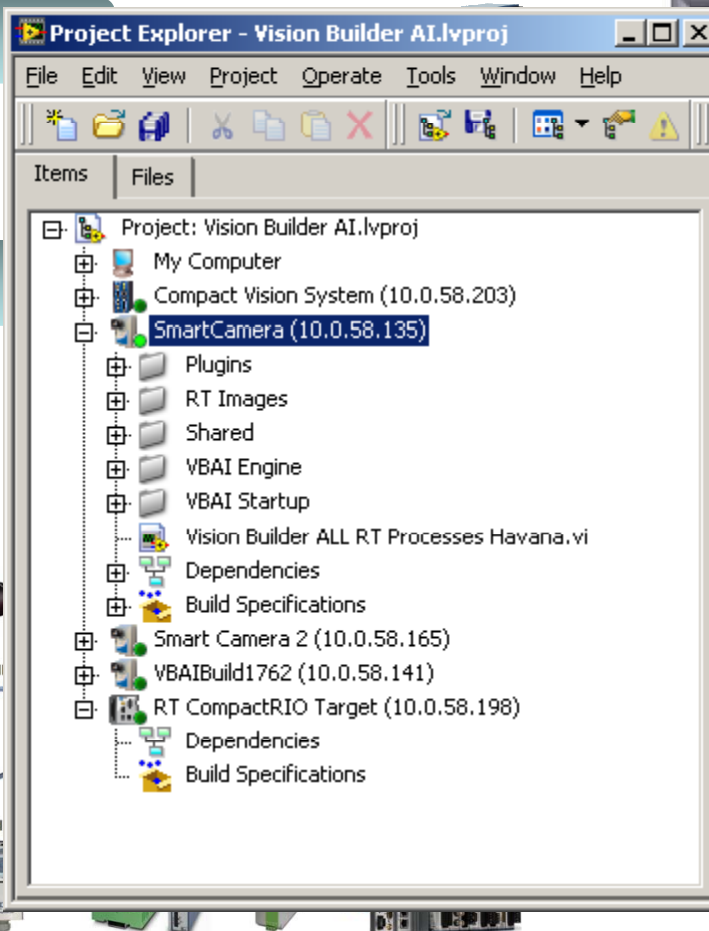 Project Explorer - Vision Builder AI.lvproj
File Edit View Project Operate Tools Window Help
Items Files
Project: Vision Builder AI.lvproj
My Computer
Compact Vision System (10.0.58.203)
SmartCamera (10.0.58.135)
Plugins
RT Images
Shared
VBAI Engine
VBAI Startup
Vision Builder ALL RT Processes Havana.vi
Dependencies
Build Specifications
Smart Camera 2 (10.0.58.165)
VBAIBuild1762 (10.0.58.141)
RT CompactRIO Target (10.0.58.198)
Dependencies
Build Specifications